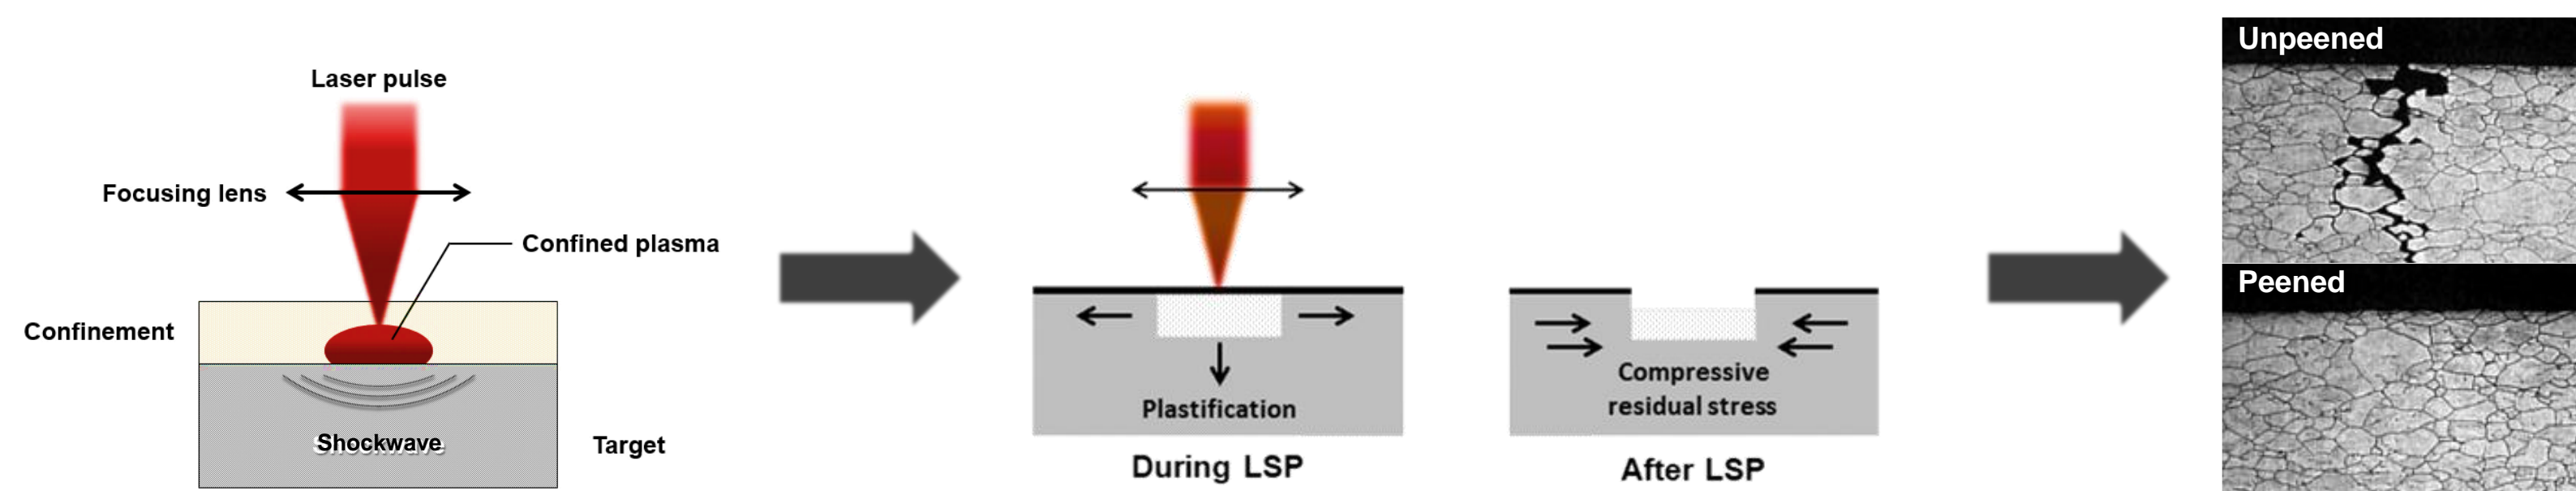 Laser pulse
Focusing lens
Confined plasma
Confinement
Shockwave
Target
Plastification
During LSP
Compressive
residual stress
After LSP
Unpeened
Peened